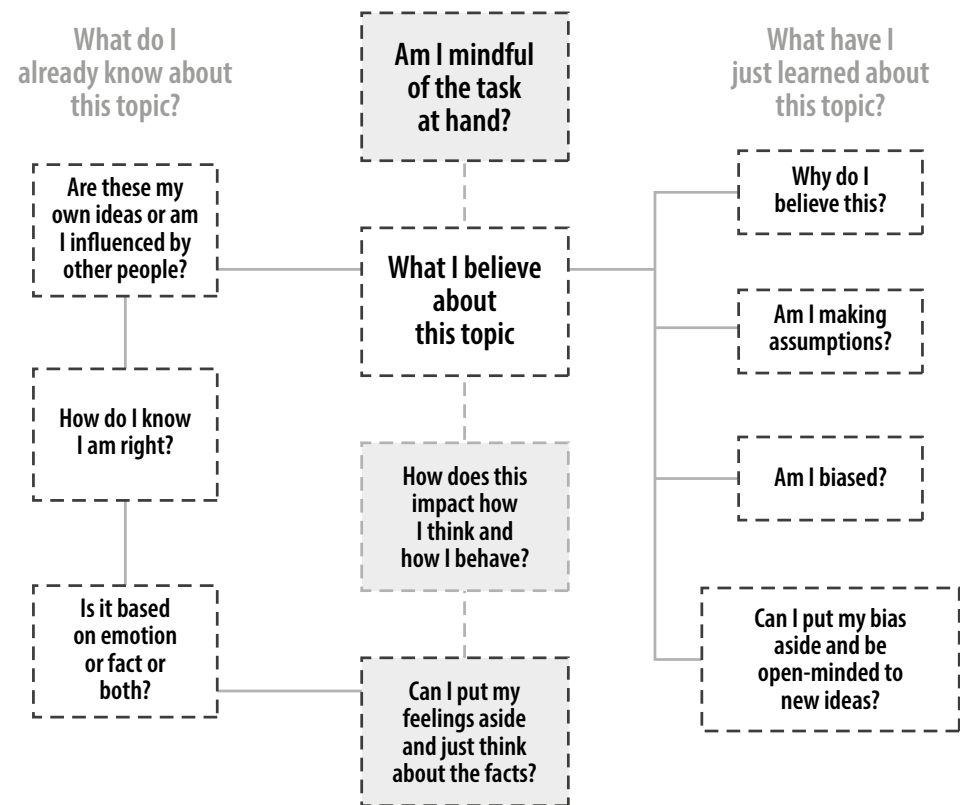 What do I
already know about
this topic?
Am I mindful
of the task
at hand?
What have I
just learned about
this topic?
Are these my
own ideas or am
I influenced by
other people?
What I believe
about
this topic
Why do I
believe this?
Am I making
assumptions?
How do I know
I am right?
How does this
impact how
I think and
how I behave?
Am I biased?
Is it based
on emotion
or fact or
both?
Can I put my
feelings aside
and just think
about the facts?
Can I put my bias
aside and be
open-minded to
new ideas?